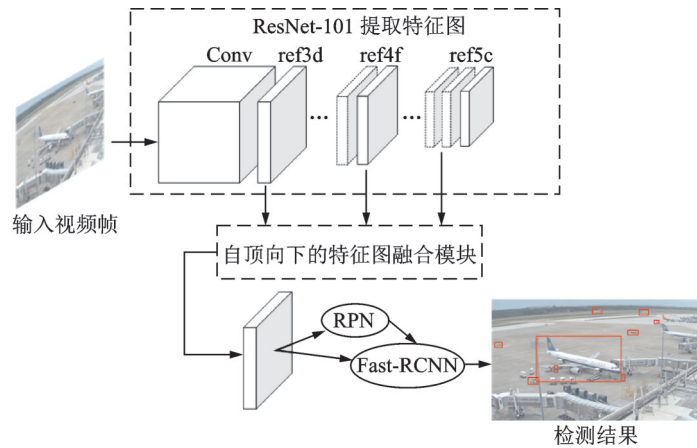 ResNet-101 提取特征图
Conv
ref3d
ref4f
ref5c
...
...
输入视频帧
自顶向下的特征图融合模块
RPN
Fast-RCNN
检测结果